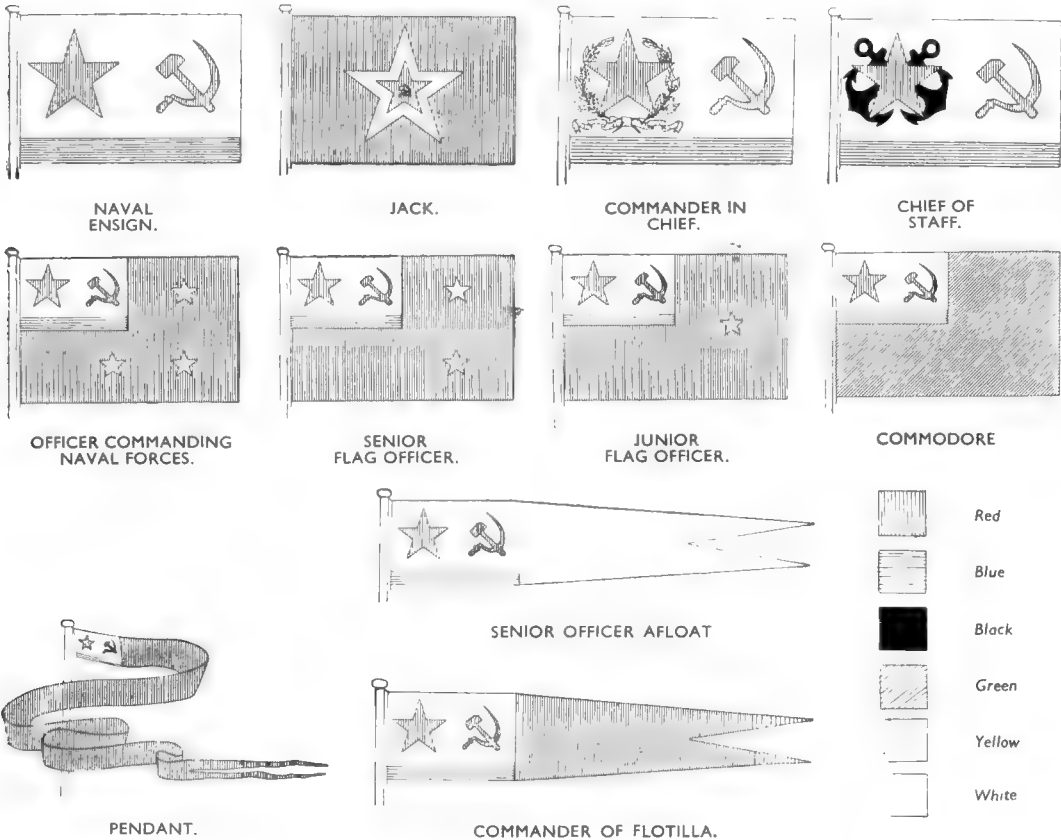 NAVAL
ENSIGN.
JACK.
COMMANDER IN
CHIEF.
CHIEF OF
STAFF.
OFFICER COMMANDING
NAVAL FORCES.
SENIOR
FLAG OFFICER.
JUNIOR
FLAG OFFICER.
COMMODORE
SENIOR OFFICER AFLOAT
PENDANT.
COMMANDER OF FLOTILLA.
Red
Blue
Black
Green
Yellow
White